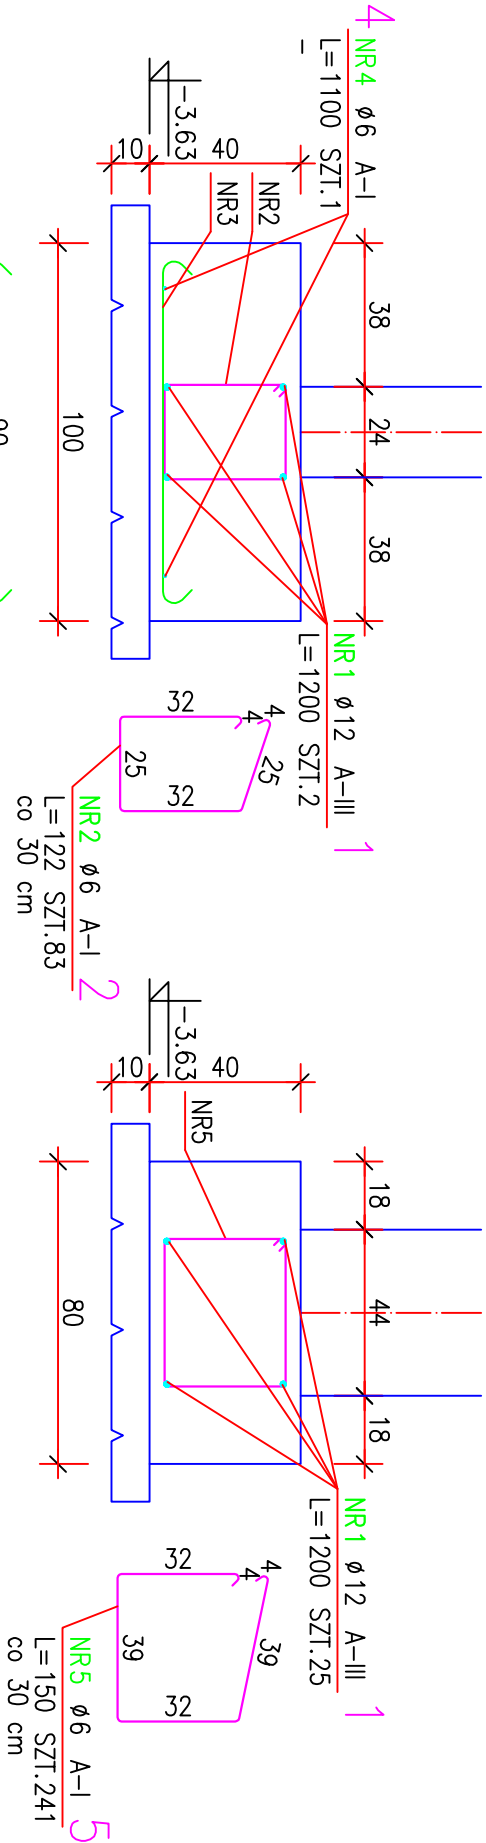 4
NR4 ø6 A-I
L=1100 SZT.1
-3.63
10
40
NR2
NR3
38
24
38
100
NR1 ø12 A-III
L=1200 SZT.2
1
32
4
4
25
25
32
NR2 ø6 A-I
L=122 SZT.83
co 30 cm
2
-3.63
10
40
NR5
18
44
18
80
NR1 ø12 A-III
L=1200 SZT.25
1
32
4
4
39
39
32
NR5 ø6 A-I
L=150 SZT.241
co 30 cm
5